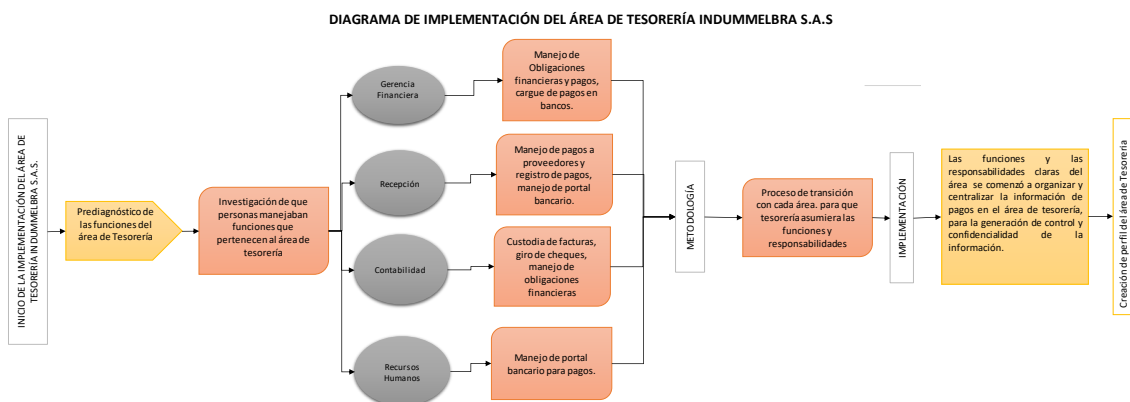 DIAGRAMA DE IMPLEMENTACIÓN DEL ÁREA DE TESORERÍA INDUMMELBRA S.A.S
INICIO DE LA IMPLEMENTACIÓN DEL ÁREA DE
TESORERÍA INDUMMELBRA S.A.S.
Prediagnóstico de
las funciones del
área de Tesorería
Investigación de que
personas manejaban
funciones que
pertenecen al área de
tesorería
Gerencia
Financiera
Manejo de
Obligaciones
financieras y pagos,
cargue de pagos en
bancos.
Recepción
Manejo de pagos a
proveedores y
registro de pagos,
manejo de portal
bancario.
Contabilidad
Custodia de facturas,
giro de cheques,
manejo de
obligaciones
financieras
Recursos
Humanos
Manejo de portal
bancario para pagos.
METODOLOGÍA
Proceso de transición
con cada área. para que
tesorería asumiera las
funciones y
responsabilidades
IMPLEMENTACIÓN
Las funciones y las
responsabilidades claras del
área se comenzó a organizar y
centralizar la información de
pagos en el área de tesorería,
para la generación de control y
confidencialidad de la
información.
Creación de perfil del área de Tesorería